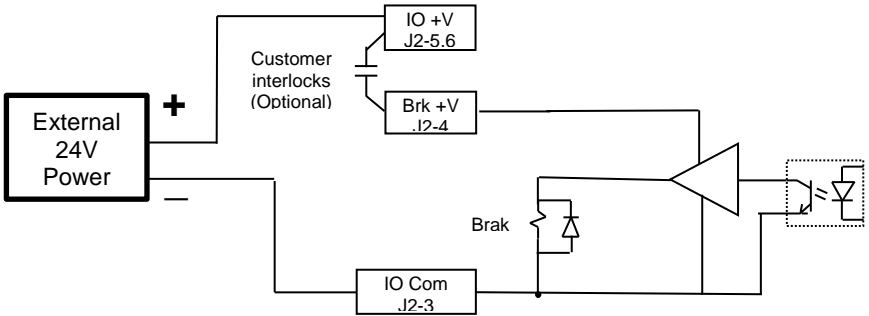 IO +V
J2-5.6
Customer
interlocks
(Optional)
+
External
24V
Power
—
Brk +V
J2-4
Brak
IO Com
J2-3